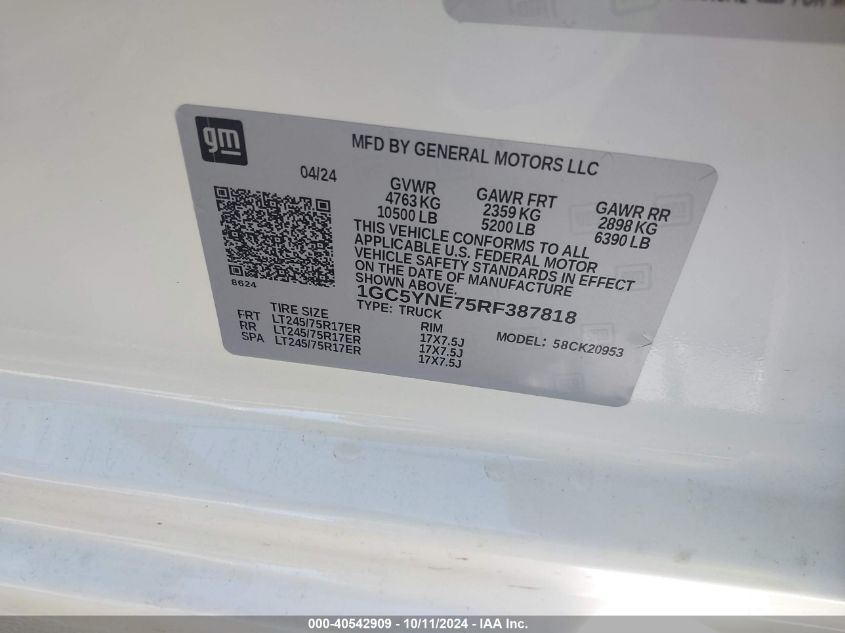 gm
MFD BY GENERAL MOTORS LLC
04/24
GVWR GAWR FRT GAWR RR
4763 KG 2359 KG 2898 KG
10500 LB 5200 LB 6390 LB
THIS VEHICLE CONFORMS TO ALL
APPLICABLE U.S. FEDERAL MOTOR
VEHICLE SAFETY STANDARDS IN EFFECT
ON THE DATE OF MANUFACTURE
SHOWN ABOVE.
8624
1GC5YNE75RF387818
TYPE: TRUCK
MODEL: 58CK20953
TIRE SIZE RIM
FRT LT245/75R17ER 17X7.5J
RR LT245/75R17ER 17X7.5J
SPA LT245/75R17ER 17X7.5J
000-40542909 - 10/11/2024 - IAA Inc.